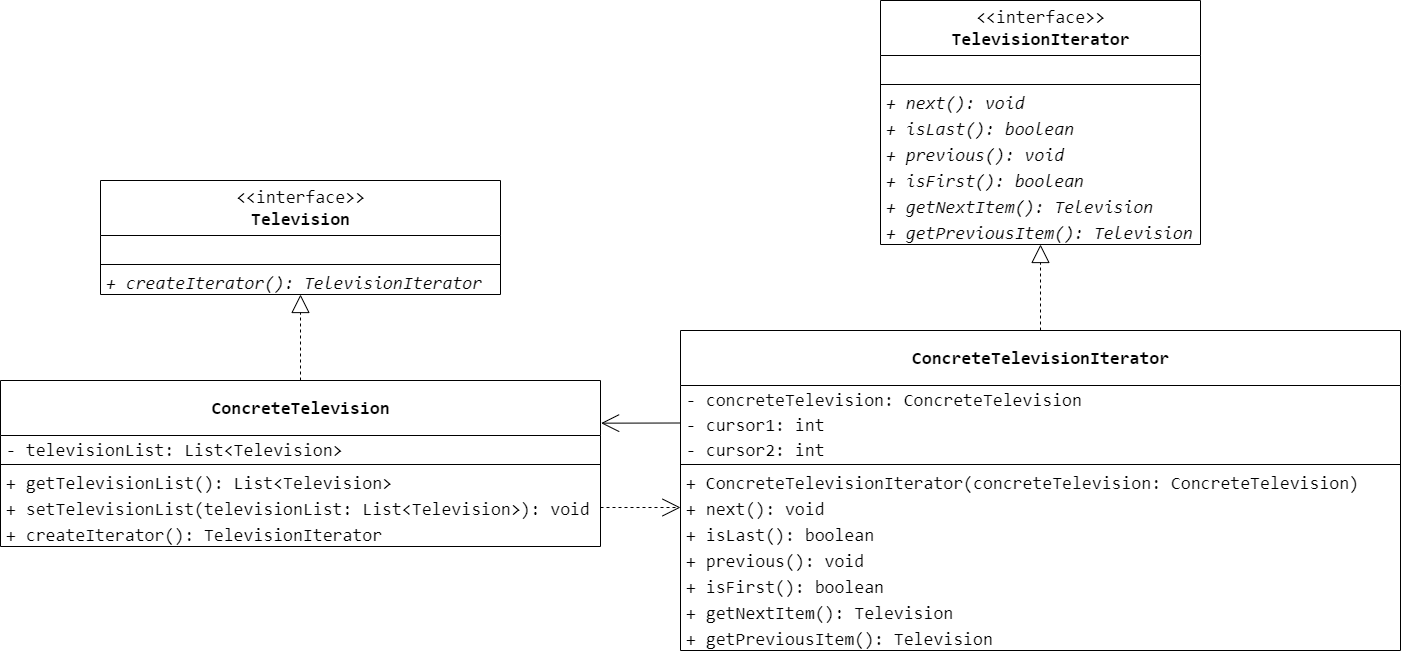 <<interface>>
TelevisionIterator
+ next(): void
+ isLast(): boolean
+ previous(): void
+ isFirst(): boolean
+ getNextItem(): Television
+ getPreviousItem(): Television
<<interface>>
Television
+ createIterator(): TelevisionIterator
ConcreteTelevision
- televisionList: List<Television>
+ getTelevisionList(): List<Television>
+ setTelevisionList(televisionList: List<Television>): void
+ createIterator(): TelevisionIterator
ConcreteTelevisionIterator
- concreteTelevision: ConcreteTelevision
- cursor1: int
- cursor2: int
+ ConcreteTelevisionIterator(concreteTelevision: ConcreteTelevision)
+ next(): void
+ isLast(): boolean
+ previous(): void
+ isFirst(): boolean
+ getNextItem(): Television
+ getPreviousItem(): Television